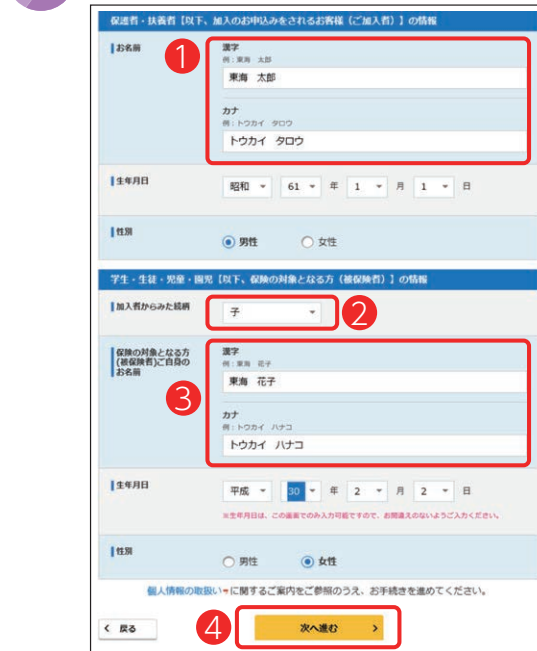 保護者・扶養者【以下、加入のお申込みをされるお客様（ご加入者）】の情報
お名前
1
漢字
例：東海 太郎
東海 太郎
カナ
例：トウカイ タロウ
トウカイ タロウ
生年月日
昭和 61 年 1 月 1 日
性別
男性 女性
学生・生徒・児童・園児【以下、保険の対象となる方（被保険者）】の情報
加入者からみた続柄
子
2
保険の対象となる方
(被保険者)ご自身の
お名前
3
漢字
例：東海 花子
東海 花子
カナ
例：トウカイ ハナコ
トウカイ ハナコ
生年月日
平成 30 年 2 月 2 日
※生年月日は、この画面でのみ入力可能ですので、お間違えのないようご入力ください。
性別
男性 女性
個人情報の取扱いに関するご案内をご参照のうえ、お手続きを進めてください。
< 戻る
4
次へ進む >